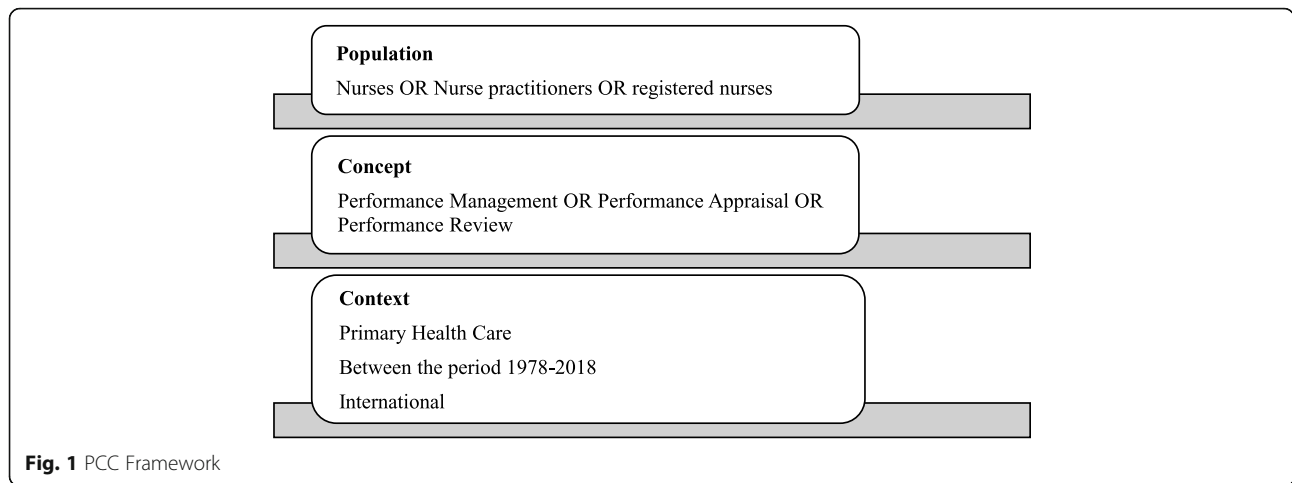 Population
Nurses OR Nurse practitioners OR registered nurses
Concept
Performance Management OR Performance Appraisal OR
Performance Review
Context
Primary Health Care
Between the period 1978-2018
International
Fig. 1 PCC Framework